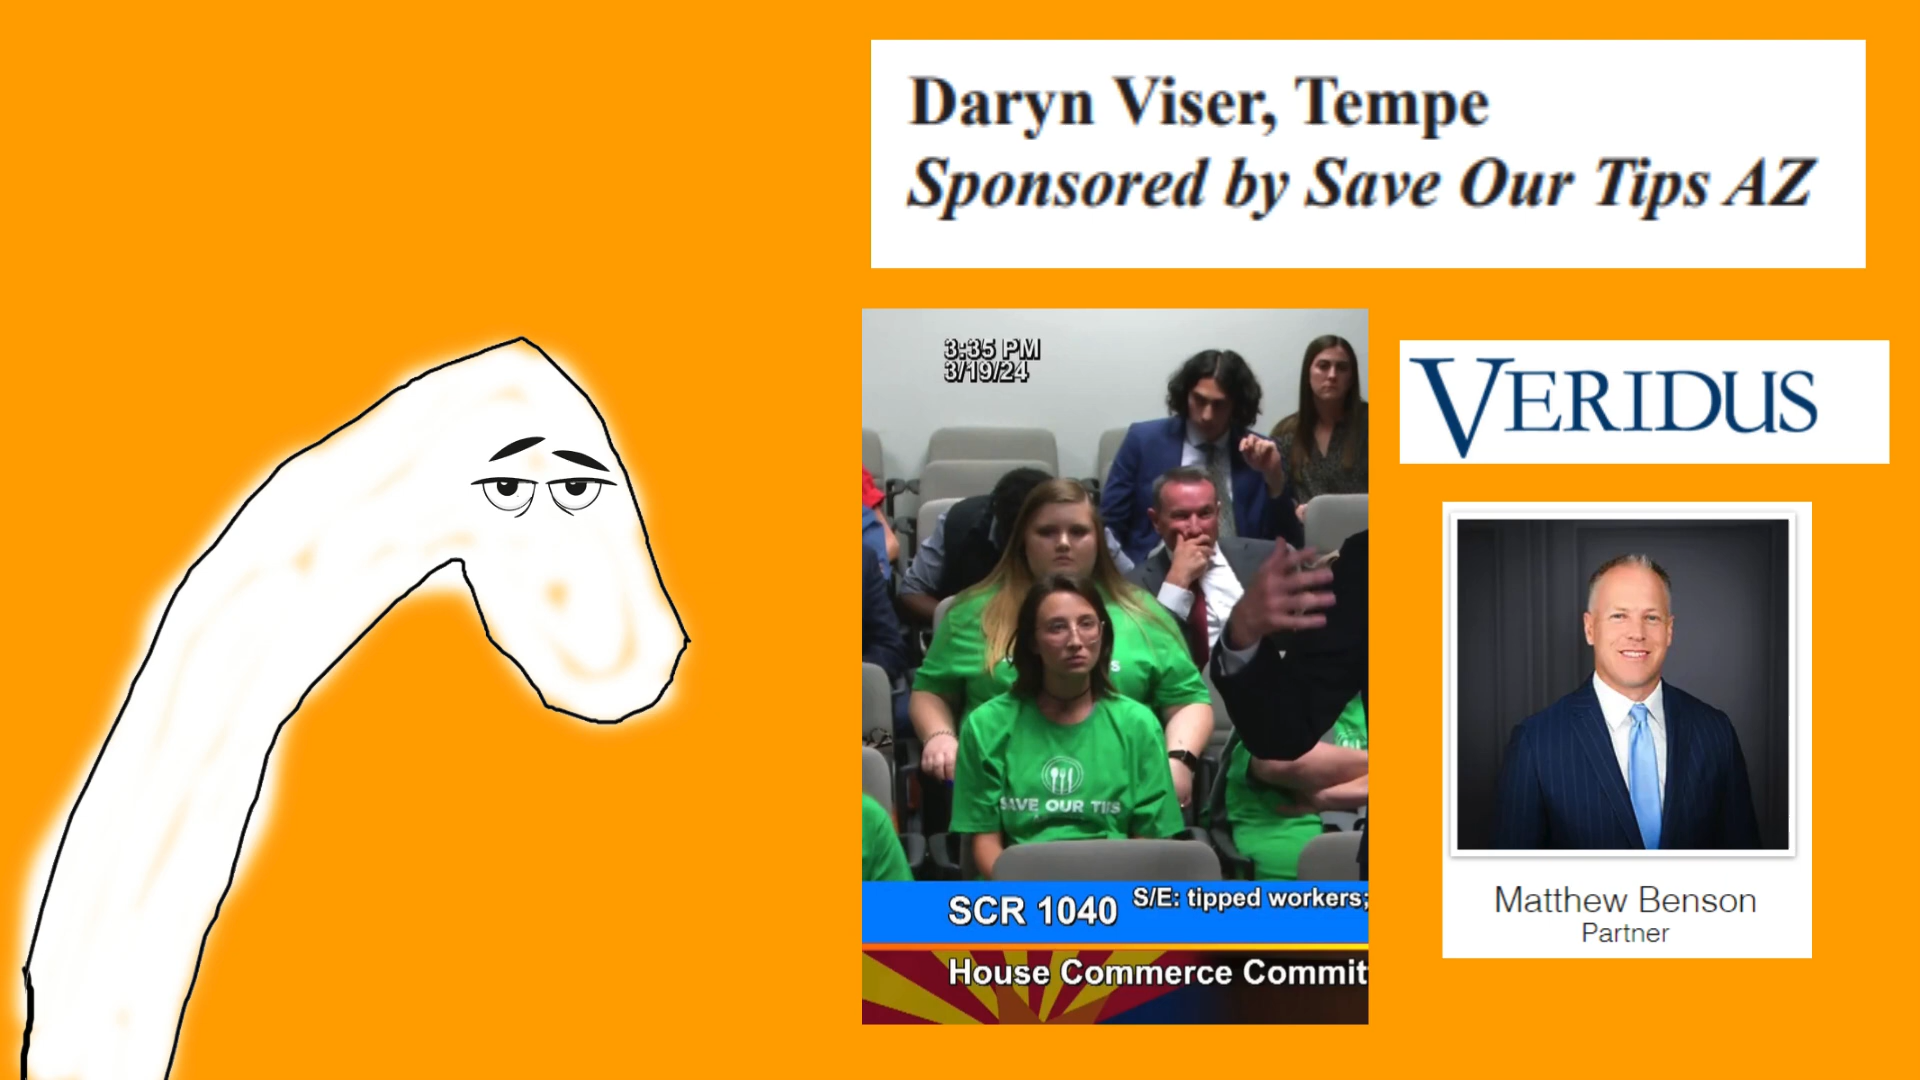 Daryn Viser, Tempe
Sponsored by Save Our Tips AZ
3:35 PM
3/19/24
SAVE OUR TIPS
SCR 1040 S/E: tipped workers;
House Commerce Commit
VERIDUS
Matthew Benson
Partner